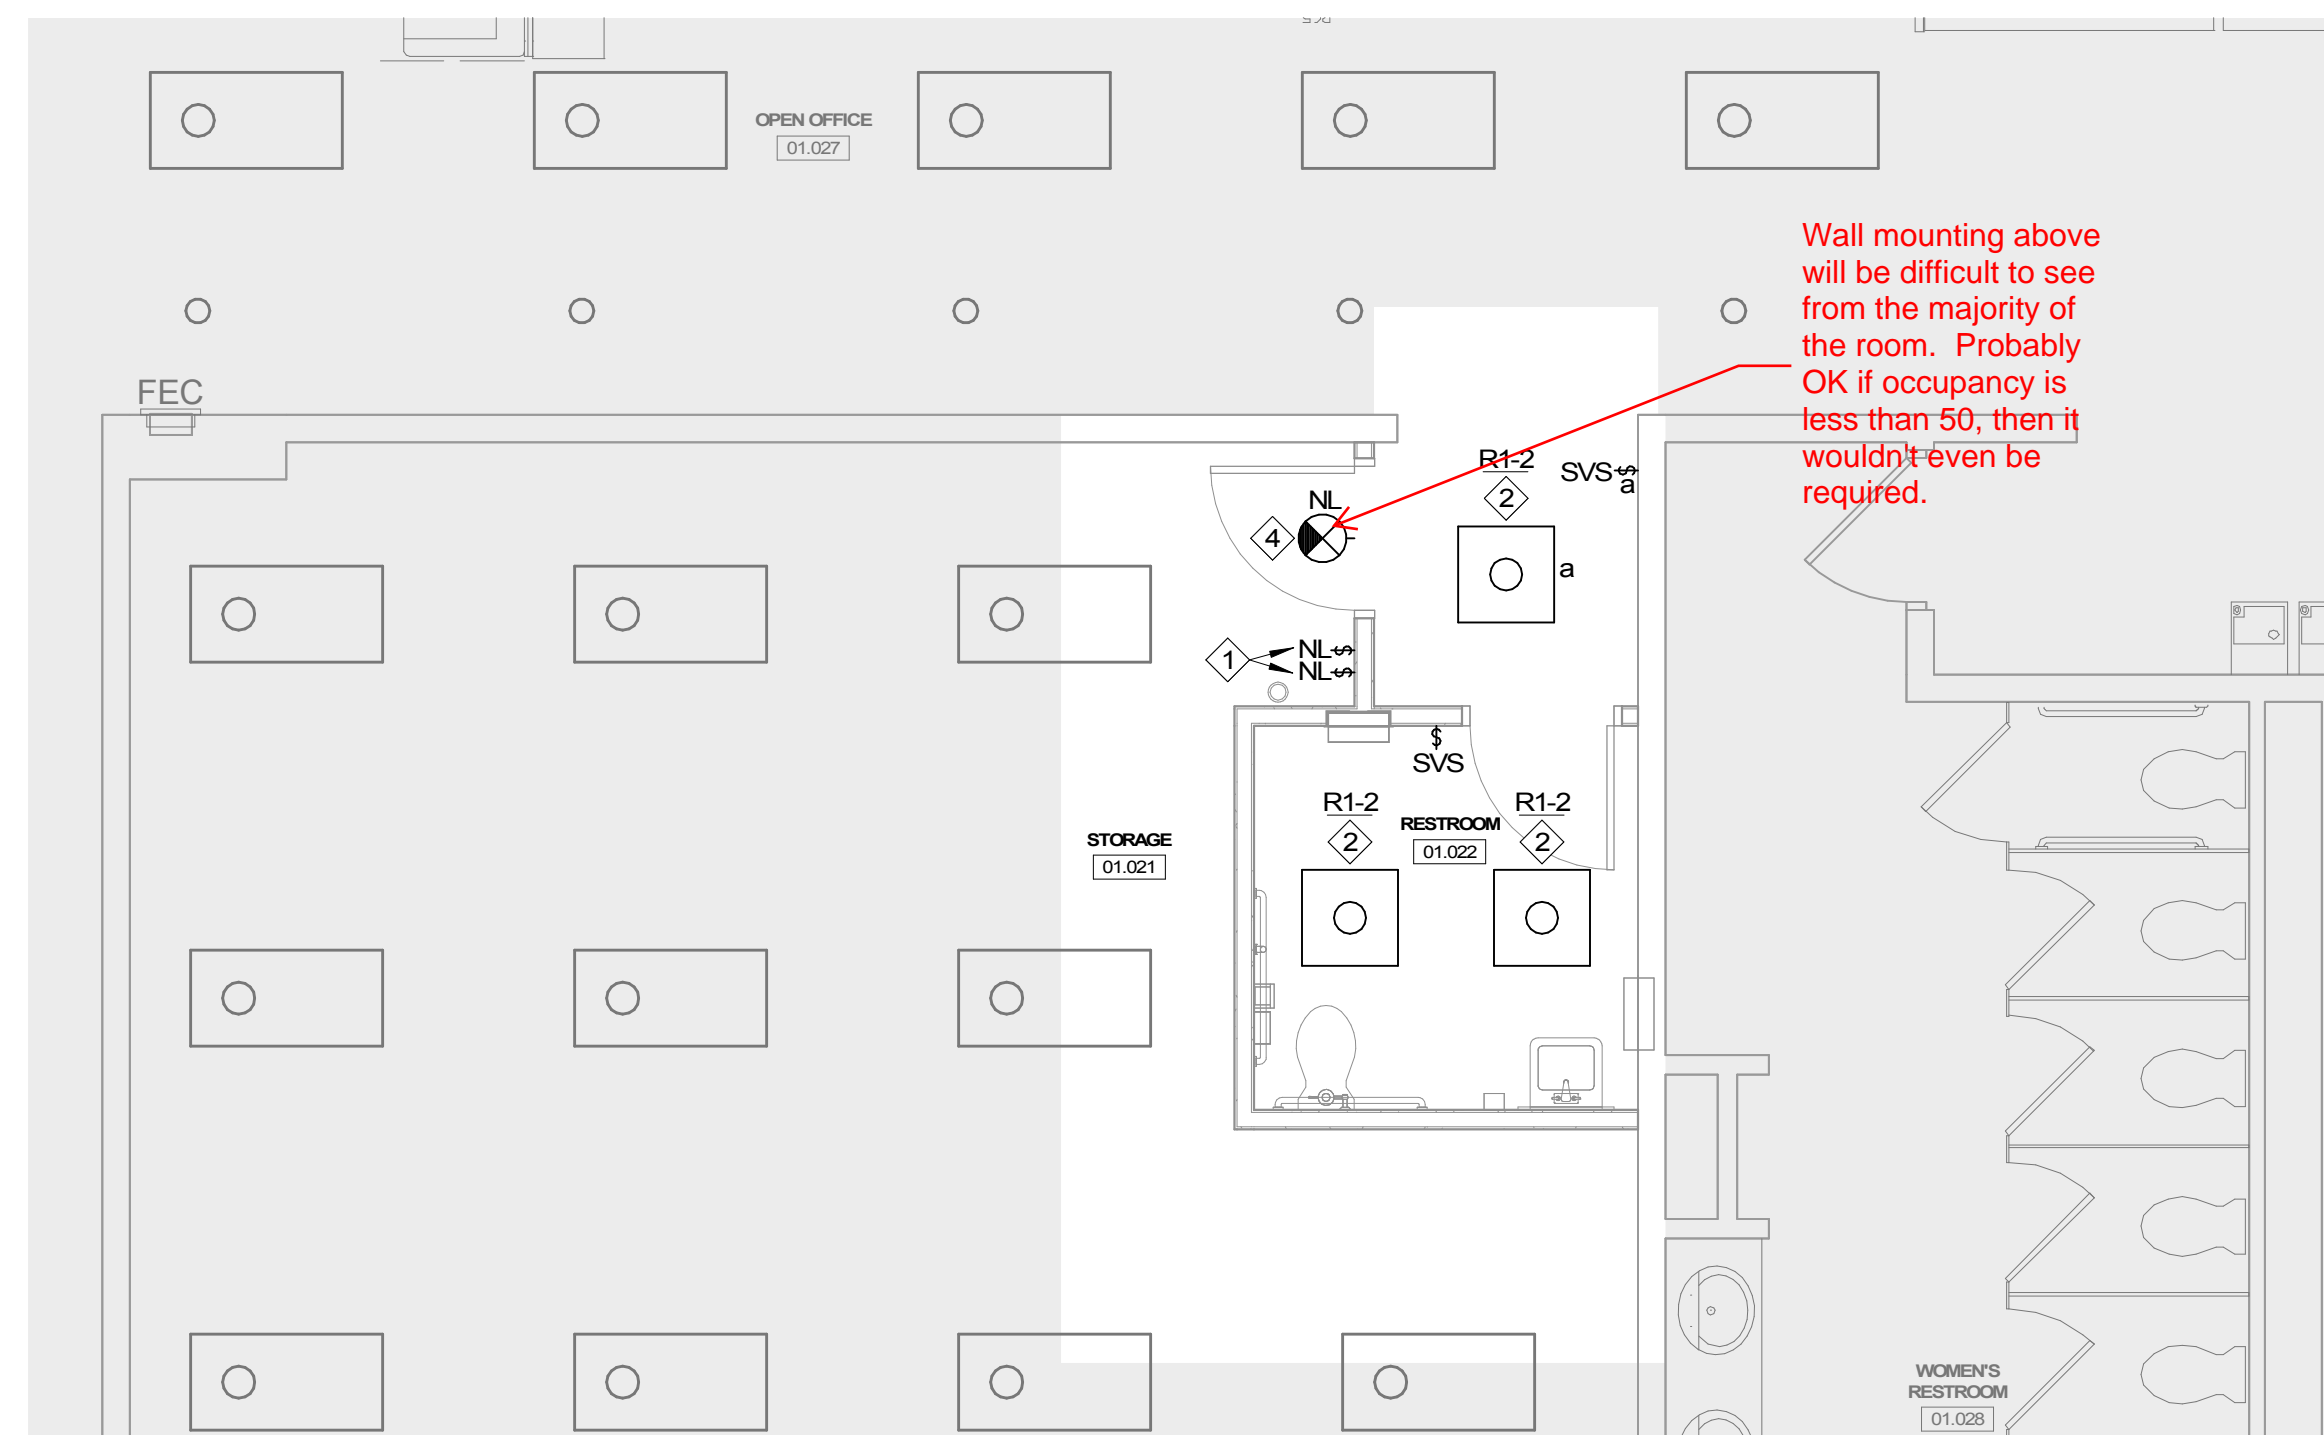 OPEN OFFICE
01.027
Wall mounting above
will be difficult to see
from the majority of
the room.  Probably
OK if occupancy is
less than 50, then it
wouldn't even be
required.
FEC
R1-2
2
SVS $
a
NL
4
a
1
NL $
NL $
$
SVS
R1-2
2
R1-2
2
RESTROOM
01.022
STORAGE
01.021
WOMEN'S
RESTROOM
01.028